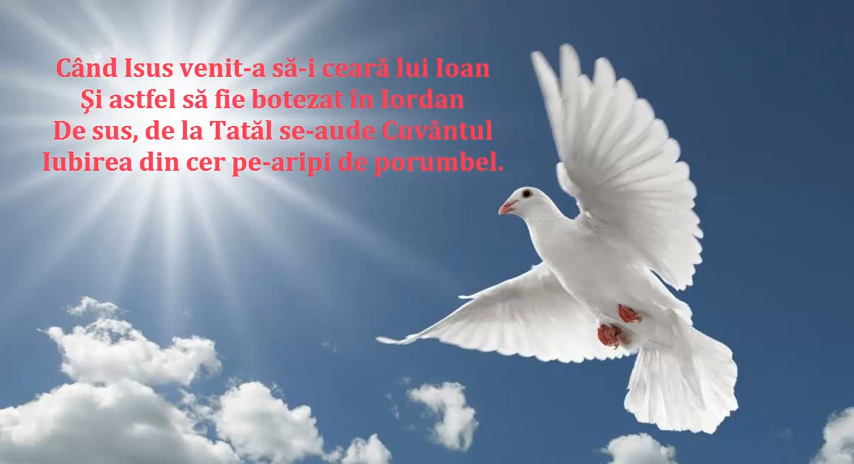 Când Isus venit-a să-i ceară lui Ioan
Şi astfel să fie botezat în Iordan
De sus, de la Tatăl se-aude Cuvântul
Iubirea din cer pe-aripi de porumbel.